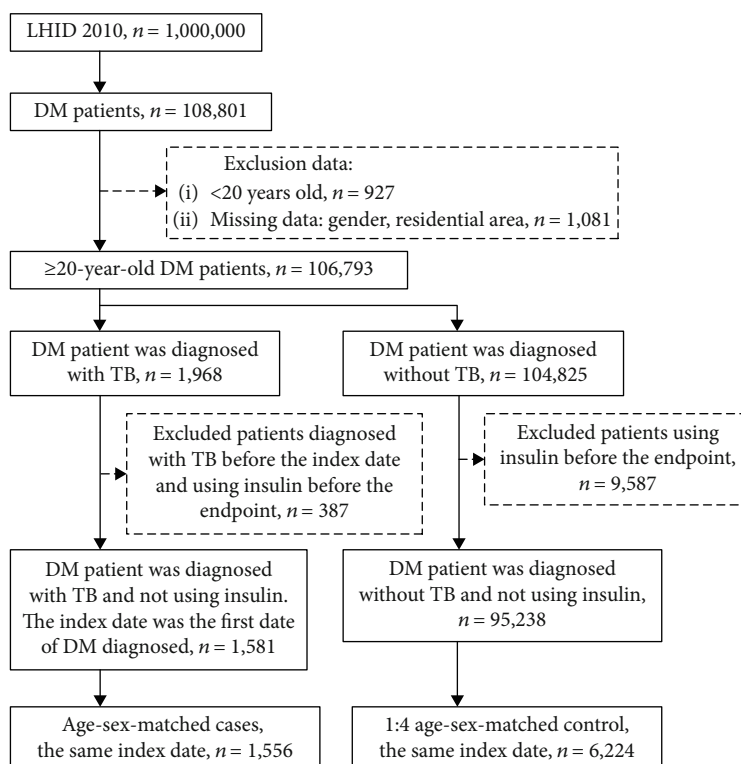 LHID 2010, n = 1,000,000
DM patients, n = 108,801
Exclusion data:
(i) <20 years old, n = 927
(ii) Missing data: gender, residential area, n = 1,081
≥20-year-old DM patients, n = 106,793
DM patient was diagnosed
with TB, n = 1,968
DM patient was diagnosed
without TB, n = 104,825
Excluded patients diagnosed
with TB before the index date
and using insulin before the
endpoint, n = 387
Excluded patients using
insulin before the endpoint,
n = 9,587
DM patient was diagnosed
with TB and not using insulin.
The index date was the first date
of DM diagnosed, n = 1,581
DM patient was diagnosed
without TB and not using insulin,
n = 95,238
Age-sex-matched cases,
the same index date, n = 1,556
1:4 age-sex-matched control,
the same index date, n = 6,224